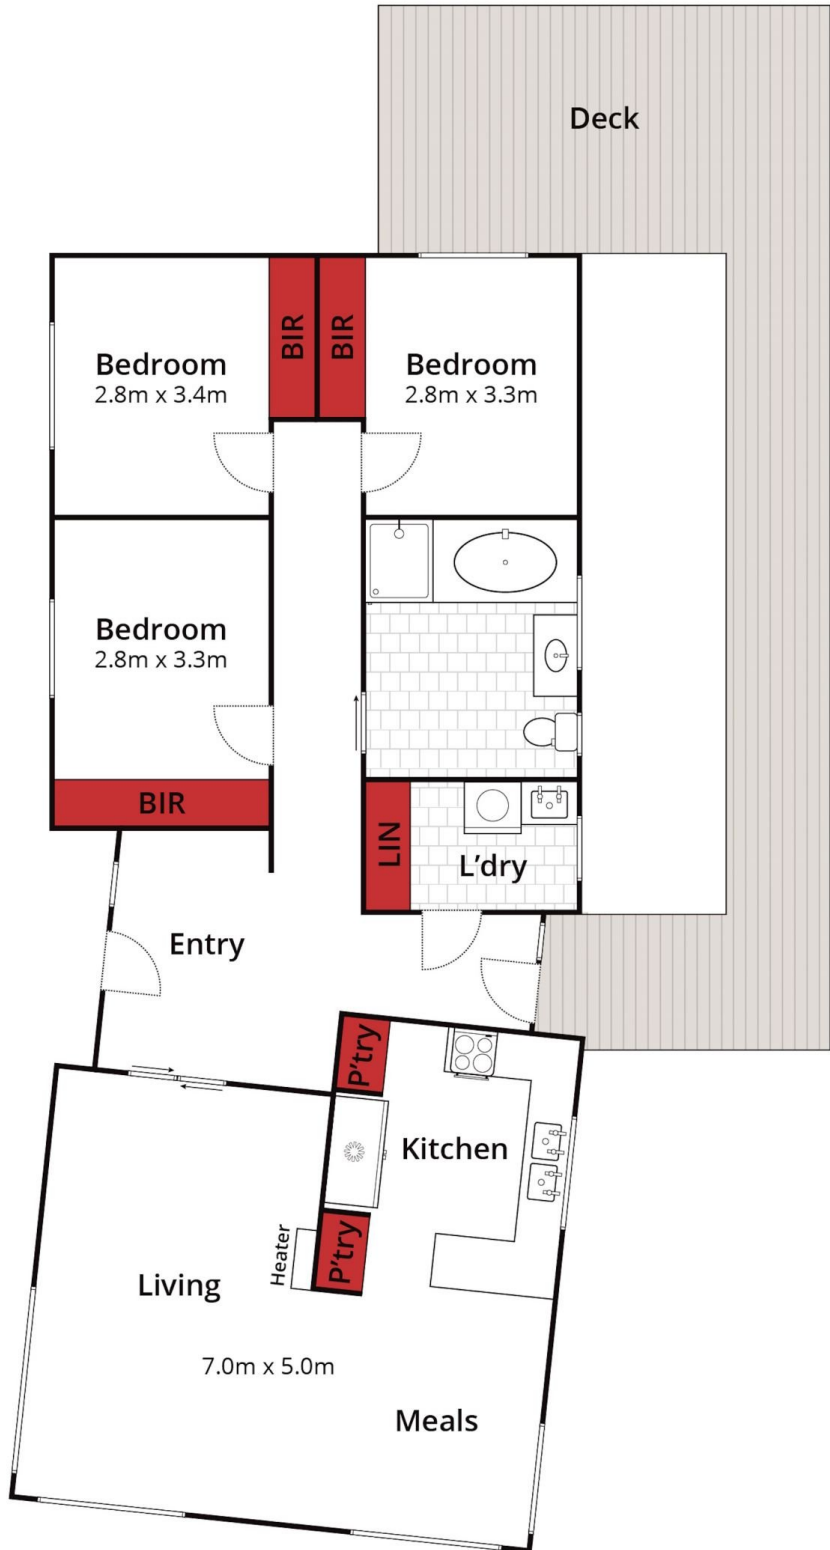 Deck
BIR
BIR
Bedroom
2.8m x 3.4m
Bedroom
2.8m x 3.3m
Bedroom
2.8m x 3.3m
BIR
LIN
L'dry
Entry
P'try
Kitchen
Heater
P'try
Living
7.0m x 5.0m
Meals